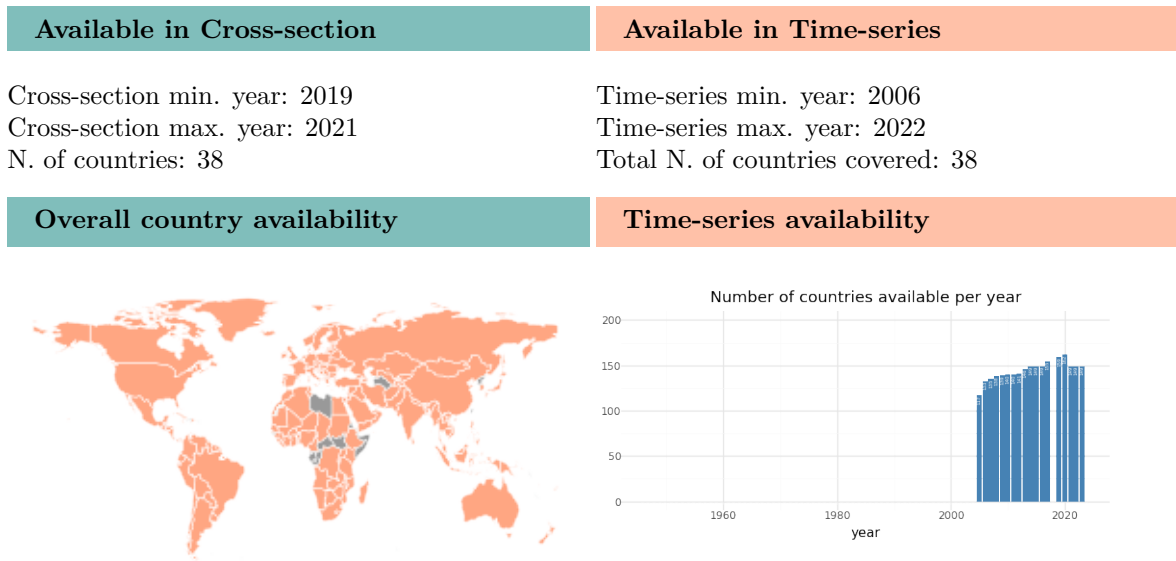 Available in Cross-section
Available in Time-series
Cross-section min. year: 2019
Cross-section max. year: 2021
N. of countries: 38
Time-series min. year: 2006
Time-series max. year: 2022
Total N. of countries covered: 38
Overall country availability
Time-series availability
Number of countries available per year
200
150
100
50
0
1960
1980
2000
2020
year